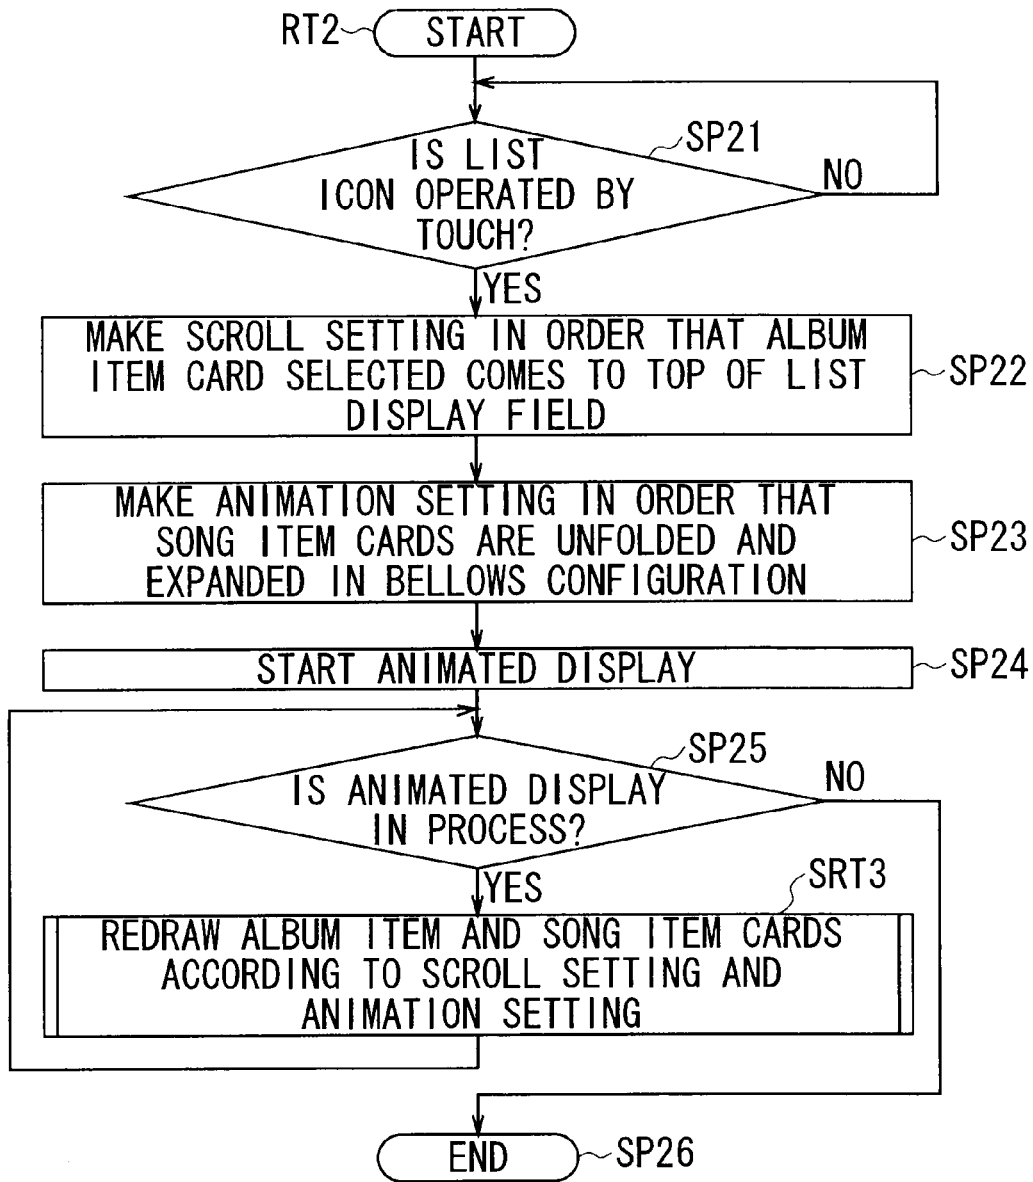 RT2
START
SP21
IS LIST
ICON OPERATED BY
TOUCH?
NO
YES
MAKE SCROLL SETTING IN ORDER THAT ALBUM
ITEM CARD SELECTED COMES TO TOP OF LIST
DISPLAY FIELD
SP22
MAKE ANIMATION SETTING IN ORDER THAT
SONG ITEM CARDS ARE UNFOLDED AND
EXPANDED IN BELLOWS CONFIGURATION
SP23
START ANIMATED DISPLAY
SP24
SP25
IS ANIMATED DISPLAY
IN PROCESS?
NO
YES
SRT3
REDRAW ALBUM ITEM AND SONG ITEM CARDS
ACCORDING TO SCROLL SETTING AND
ANIMATION SETTING
END
SP26